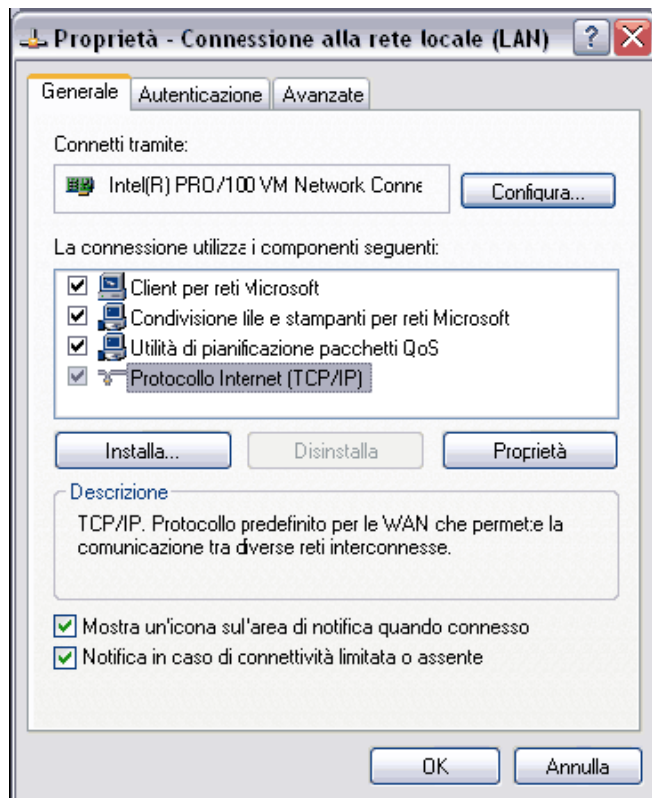 Proprietà - Connessione alla rete locale (LAN)
Generale Autenticazione Avanzate
Connetti tramite:
Intel(R) PRO/100 VM Network Conne
Configura...
La connessione utilizza i componenti seguenti:
Client per reti Microsoft
Condivisione file e stampanti per reti Microsoft
Utilità di pianificazione pacchetti QoS
Protocollo Internet (TCP/IP)
Installa... Disinstalla Proprietà
Descrizione
TCP/IP. Protocollo predefinito per le WAN che permette la
comunicazione tra diverse reti interconnesse.
Mostra un'icona sul'area di notifica quando connesso
Notifica in caso di connettività limitata o assente
OK Annulla